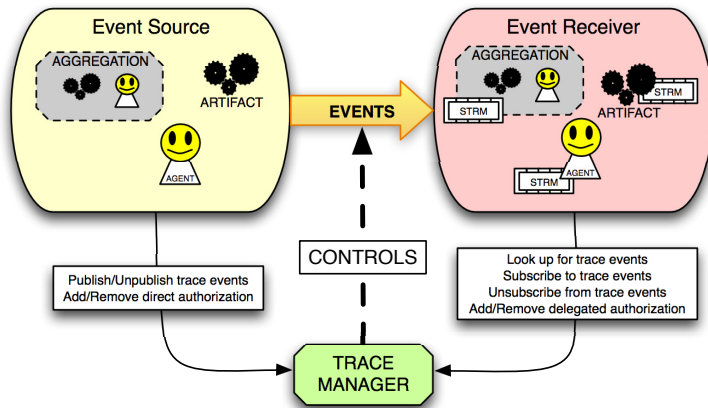 Event Source
AGGREGATION
ARTIFACT
AGENT
EVENTS
Event Receiver
AGGREGATION
STRM
STRM
ARTIFACT
AGENT
STRM
CONTROLS
Publish/Unpublish trace events
Add/Remove direct authorization
Look up for trace events
Subscribe to trace events
Unsubscribe from trace events
Add/Remove delegated authorization
TRACE
MANAGER